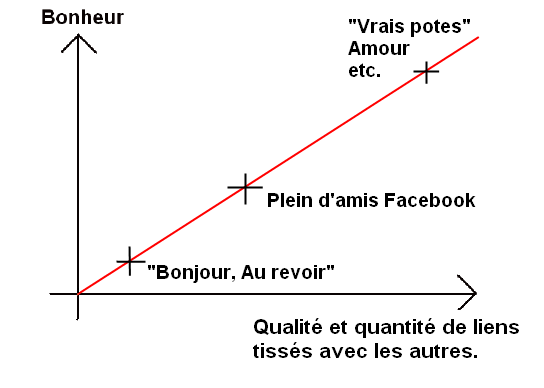 Bonheur
"Vrais potes"
Amour
etc.
Plein d'amis Facebook
"Bonjour, Au revoir"
Qualité et quantité de liens
tissés avec les autres.